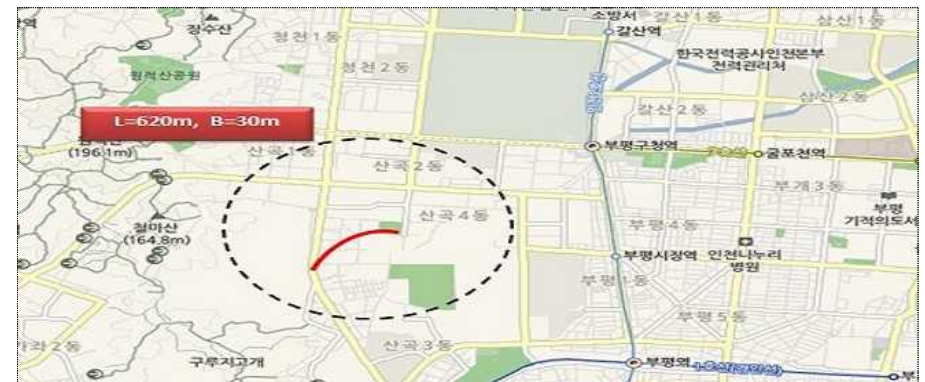 소방서
갈산1동
삼산1동
장수산
청천1동
갈산역
한국전력공사인천본부
전력관리처
원적산공원
청천2동
삼산2동
갈산2동
L=620m, B=30m
(196.1m)
산곡1동
부평구청역
굴포천역
산곡2동
부개3동
철마산
(164.8m)
산곡4동
부평4동
부평
기적의도서
부평시장역
인천나누리
병원
부평1동
부평5동
가좌2동
산곡3동
구루지고개
부평역